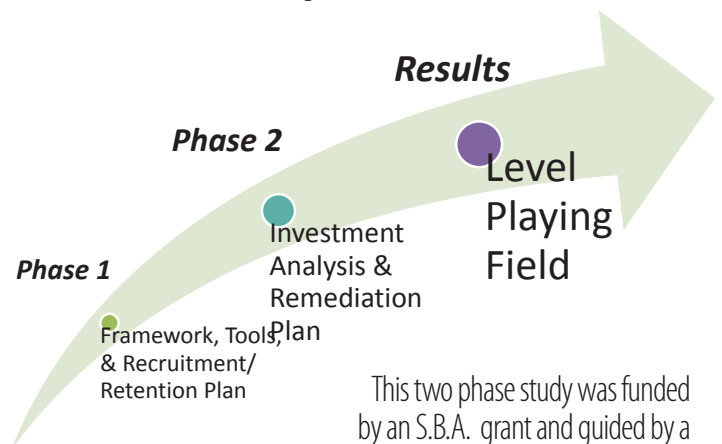 Results
Phase 2
Level
Playing
Field
Investment
Analysis &
Remediation
Plan
Phase 1
Framework, Tools,
& Recruitment/
Retention Plan
This two phase study was funded
by an S.B.A. grant and guided by a